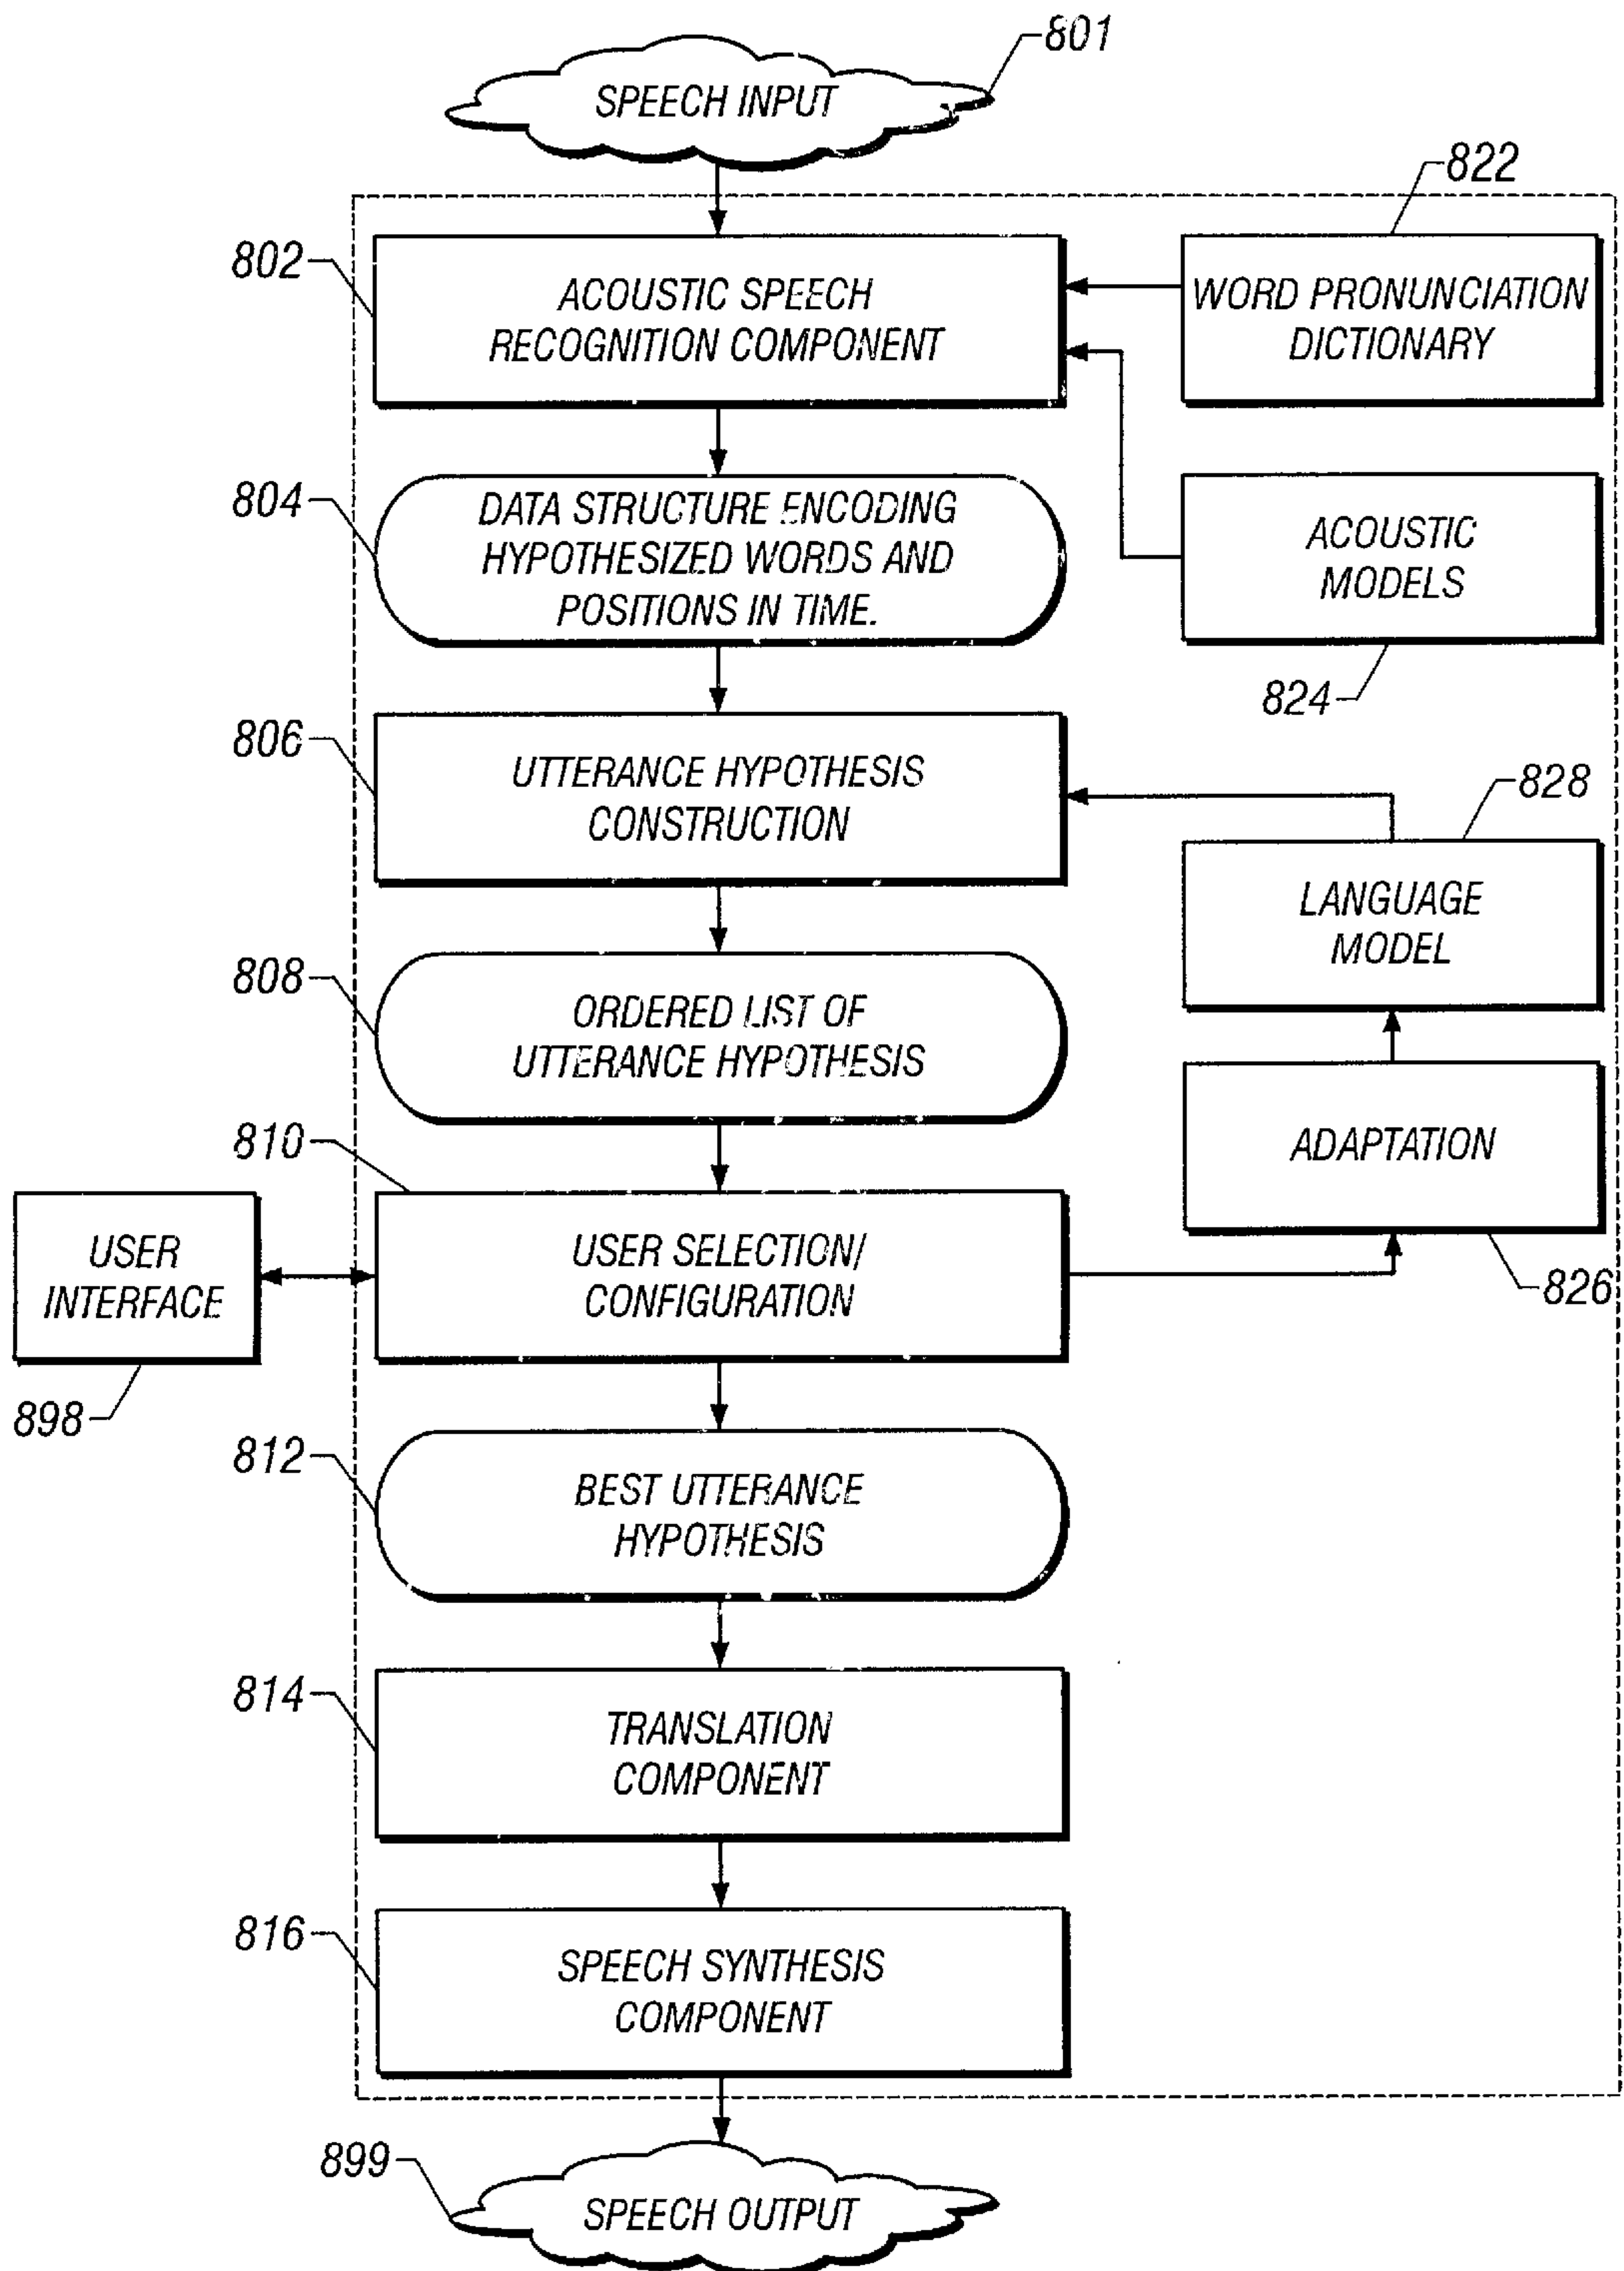 801
SPEECH INPUT
822
802
ACOUSTIC SPEECH
RECOGNITION COMPONENT
WORD PRONUNCIATION
DICTIONARY
804
DATA STRUCTURE ENCODING
HYPOTHESIZED WORDS AND
POSITIONS IN TIME.
ACOUSTIC
MODELS
824
806
UTTERANCE HYPOTHESIS
CONSTRUCTION
828
LANGUAGE
MODEL
808
ORDERED LIST OF
UTTERANCE HYPOTHESIS
ADAPTATION
826
810
USER
INTERFACE
898
USER SELECTION/
CONFIGURATION
812
BEST UTTERANCE
HYPOTHESIS
814
TRANSLATION
COMPONENT
816
SPEECH SYNTHESIS
COMPONENT
899
SPEECH OUTPUT